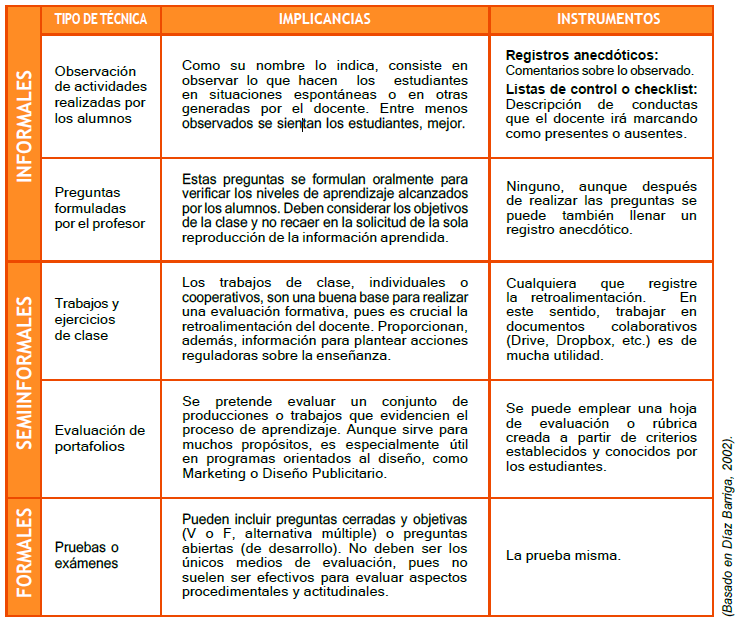 TIPO DE TÉCNICA
IMPLICANCIAS
INSTRUMENTOS
INFORMALES
Observación
de actividades
realizadas por
los alumnos
Como su nombre lo indica, consiste en
observar lo que hacen los estudiantes
en situaciones espontáneas o en otras
generadas por el docente. Entre menos
observados se sientan los estudiantes, mejor.
Registros anecdóticos:
Comentarios sobre lo observado.
Listas de control o checklist:
Descripción de conductas
que el docente irá marcando
como presentes o ausentes.
Preguntas
formuladas
por el profesor
Estas preguntas se formulan oralmente para
verificar los niveles de aprendizaje alcanzados
por los alumnos. Deben considerar los objetivos
de la clase y no recaer en la solicitud de la sola
reproducción de la información aprendida.
Ninguno, aunque después
de realizar las preguntas se
puede también llenar un
registro anecdótico.
SEMIINFORMALES
Trabajos y
ejercicios
de clase
Los trabajos de clase, individuales o
cooperativos, son una buena base para realizar
una evaluación formativa, pues es crucial la
retroalimentación del docente. Proporcionan,
además, información para plantear acciones
reguladoras sobre la enseñanza.
Cualquiera que registre
la retroalimentación. En
este sentido, trabajar en
documentos colaborativos
(Drive, Dropbox, etc.) es de
mucha utilidad.
Evaluación de
portafolios
Se pretende evaluar un conjunto de
producciones o trabajos que evidencien el
proceso de aprendizaje. Aunque sirve para
muchos propósitos, es especialmente útil
en programas orientados al diseño, como
Marketing o Diseño Publicitario.
Se puede emplear una hoja
de evaluación o rúbrica
creada a partir de criterios
establecidos y conocidos por
los estudiantes.
FORMALES
Pruebas o
exámenes
Pueden incluir preguntas cerradas y objetivas
(V o F, alternativa múltiple) o preguntas
abiertas (de desarrollo). No deben ser los
únicos medios de evaluación, pues no
suelen ser efectivos para evaluar aspectos
procedimentales y actitudinales.
La prueba misma.
(Basado en Díaz Barriga, 2002).